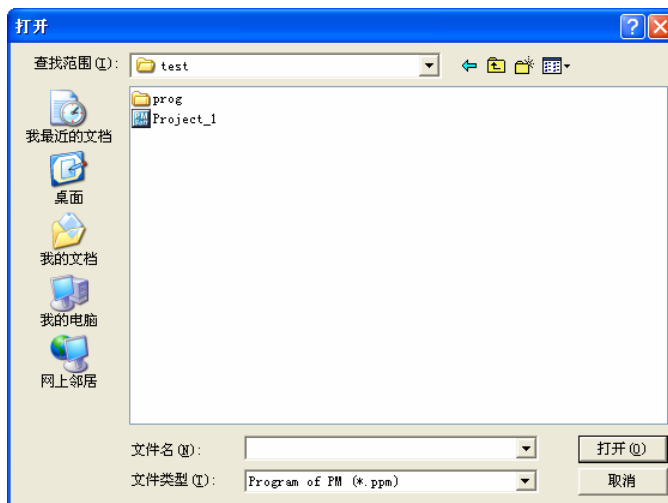 打开
查找范围(I):
test
prog
Project_1
我最近的文档
桌面
我的文档
我的电脑
网上邻居
文件名(N):
打开(O)
文件类型(T):
Program of PM (*.ppm)
取消